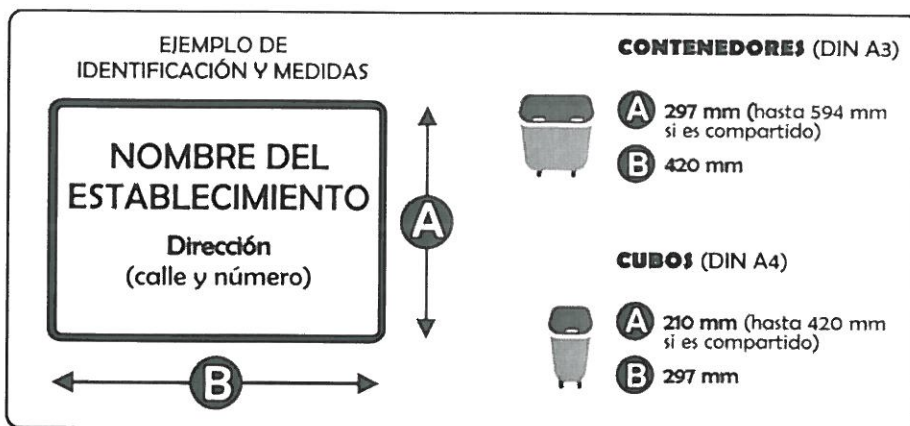 EJEMPLO DE
IDENTIFICACIÓN Y MEDIDAS
NOMBRE DEL
ESTABLECIMIENTO
Dirección
(calle y número)
A
B
CONTENEDORES (DIN A3)
A 297 mm (hasta 594 mm
si es compartido)
B 420 mm
CUBOS (DIN A4)
A 210 mm (hasta 420 mm
si es compartido)
B 297 mm